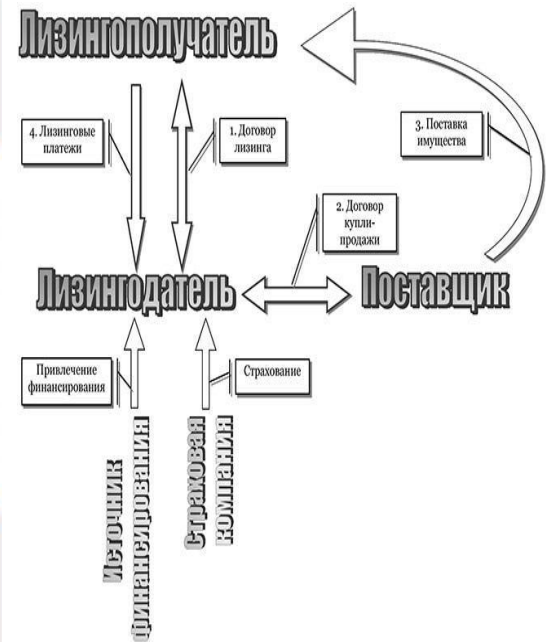 Лизингополучатель
4. Лизинговые
платежи
1. Договор
лизинга
3. Поставка
имущества
2. Договор
купли-
продажи
Лизингодатель
Поставщик
Привлечение
финансирования
Страхование
Источник
финансирования
Страховая
компания